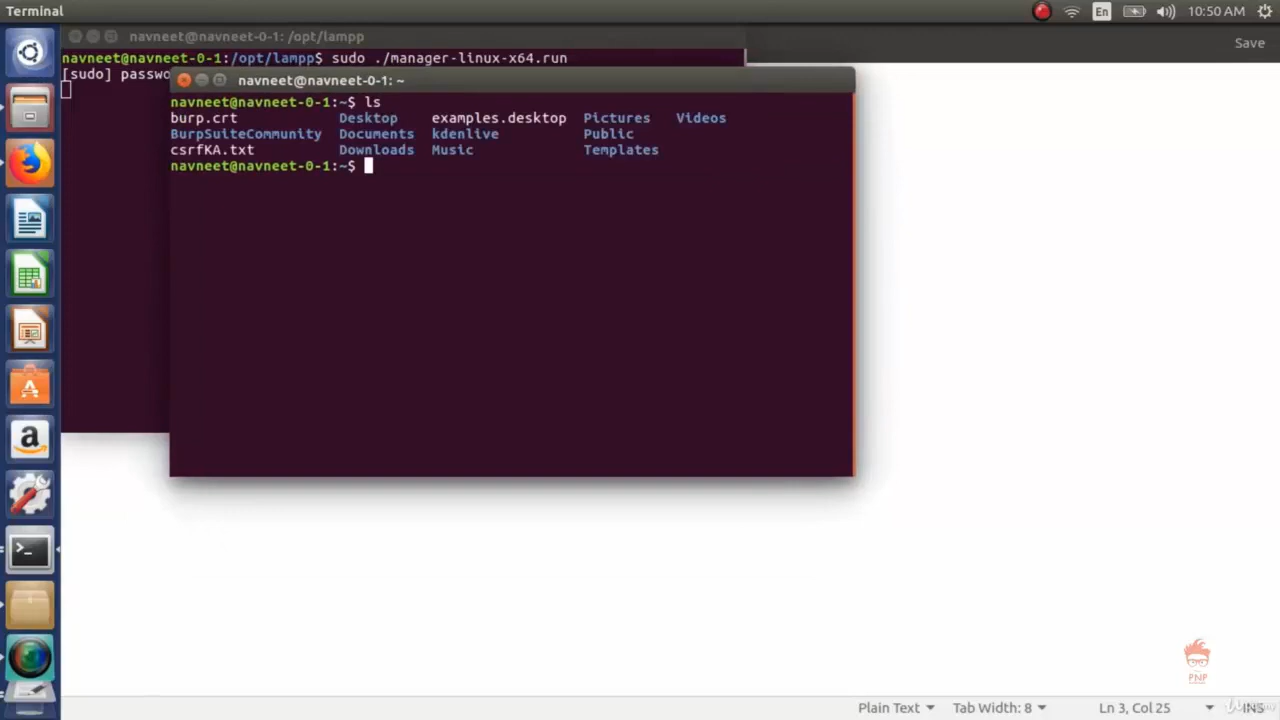 Terminal
En
10:50 AM
navneet@navneet-0-1: /opt/lampp
Save
navneet@navneet-0-1:/opt/lampp$ sudo ./manager-linux-x64.run
[sudo] passwo
navneet@navneet-0-1: ~
navneet@navneet-0-1:~$ ls
burp.crt Desktop examples.desktop Pictures Videos
BurpSuiteCommunity Documents kdenlive Public
csrfKA.txt Downloads Music Templates
navneet@navneet-0-1:~$
PNP
Plain Text Tab Width: 8 Ln 3, Col 25 INS